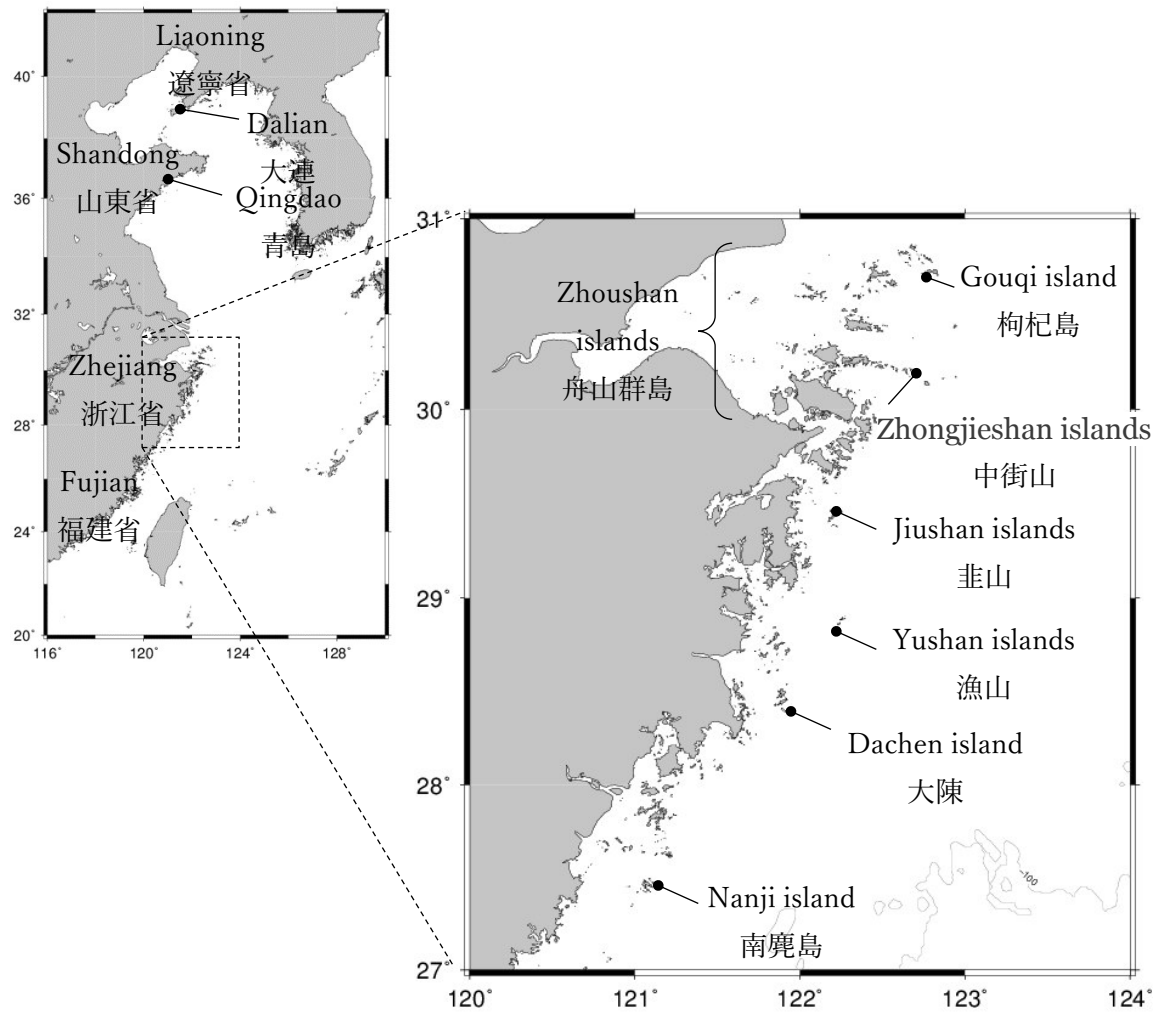 Liaoning
遼寧省
Dalian
大連
Shandong
山東省
Qingdao
青島
Zhejiang
浙江省
Fujian
福建省
40°
36°
32°
28°
24°
20°
116°
120°
124°
128°
Zhoushan
islands
舟山群島
Gouqi island
枸杞島
Zhongjieshan islands
中街山
Jiushan islands
韭山
Yushan islands
漁山
Dachen island
大陳
Nanji island
南麂島
-100
31°
30°
29°
28°
27°
120°
121°
122°
123°
124°